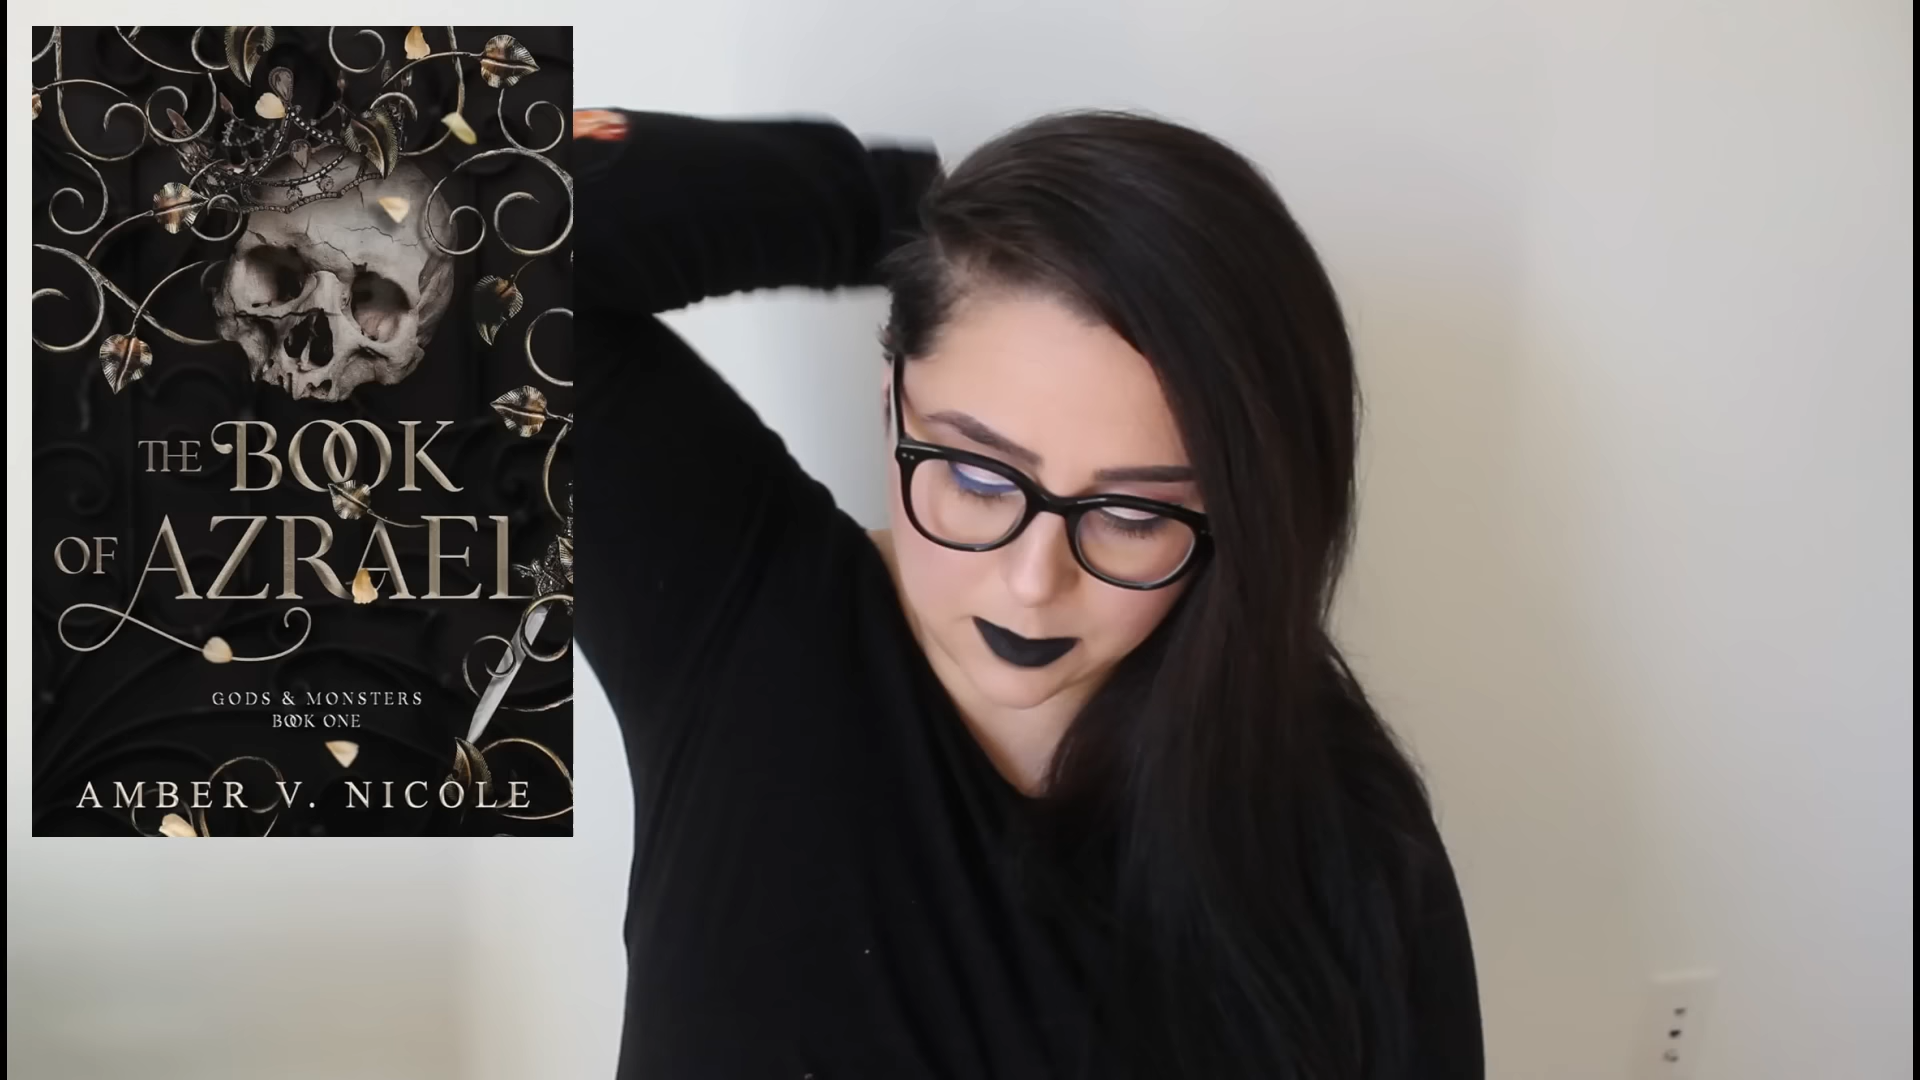 THE BOOK
OF AZRAEL
GODS & MONSTERS
BOOK ONE
AMBER V. NICOLE